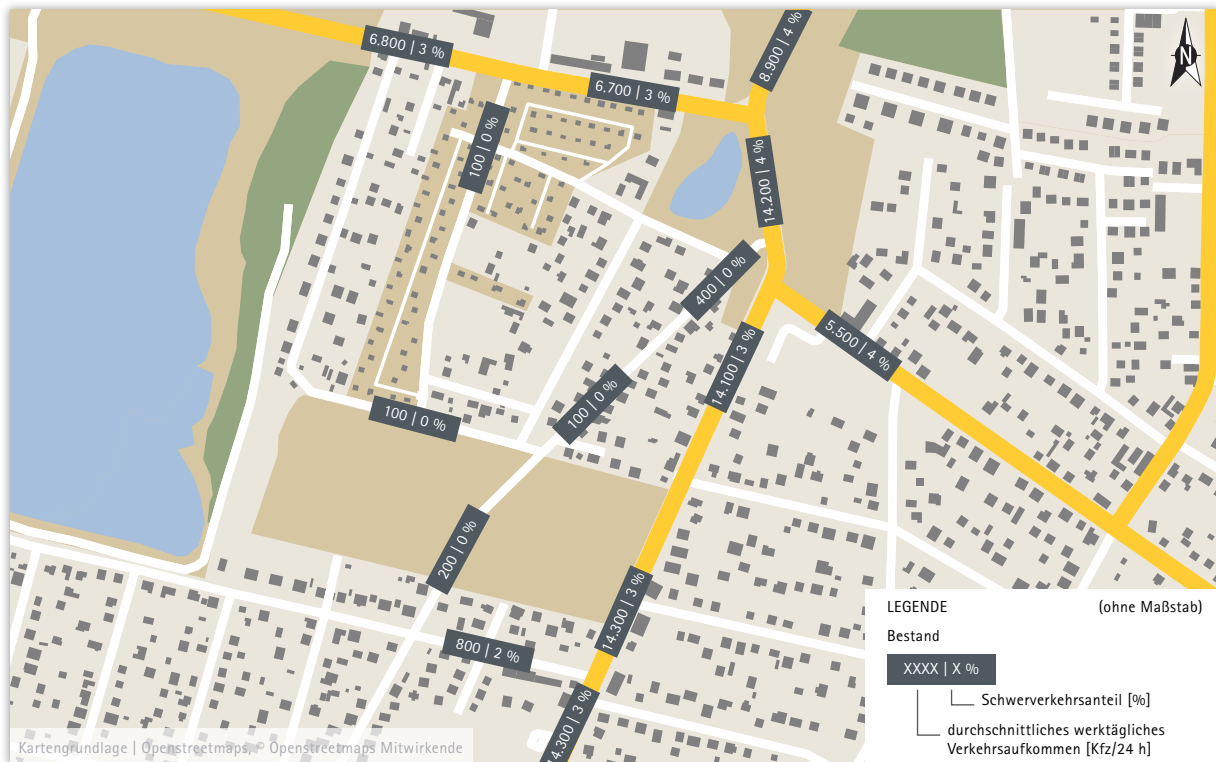 6.800 | 3 %
6.700 | 3 %
8.900 | 4 %
N
100 | 0 %
14.200 | 4 %
400 | 0 %
14.100 | 3 %
5.500 | 4 %
100 | 0 %
100 | 0 %
200 | 0 %
14.300 | 3 %
800 | 2 %
14.300 | 3 %
LEGENDE (ohne Maßstab)
Bestand
XXXX | X %
Schwerverkehrsanteil [%]
durchschnittliches werktägliches
Verkehrsaufkommen [Kfz/24 h]
Kartengrundlage | Openstreetmaps, © Openstreetmaps Mitwirkende